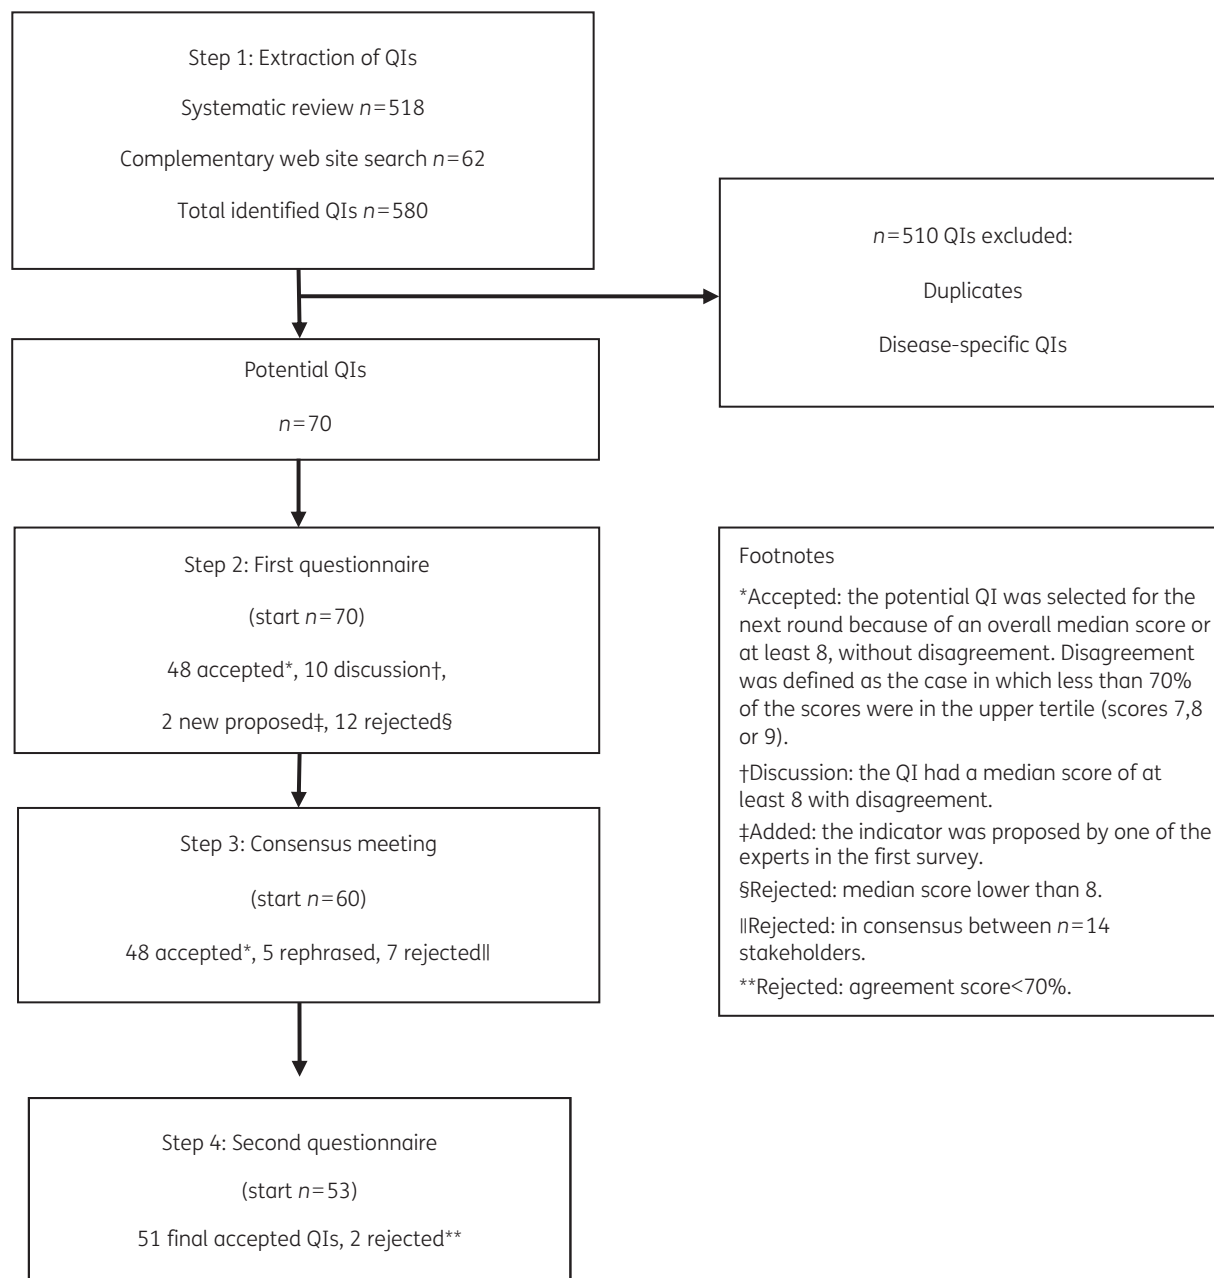 Step 1: Extraction of QIs
Systematic review n=518
Complementary web site search n=62
Total identified QIs n=580
n=510 QIs excluded:
Duplicates
Disease-specific QIs
Potential QIs
n=70
Step 2: First questionnaire
(start n=70)
48 accepted*, 10 discussion†,
2 new proposed‡, 12 rejected§
Step 3: Consensus meeting
(start n=60)
48 accepted*, 5 rephrased, 7 rejected‖
Step 4: Second questionnaire
(start n=53)
51 final accepted QIs, 2 rejected**
Footnotes
*Accepted: the potential QI was selected for the
next round because of an overall median score or
at least 8, without disagreement. Disagreement
was defined as the case in which less than 70%
of the scores were in the upper tertile (scores 7,8
or 9).
†Discussion: the QI had a median score of at
least 8 with disagreement.
‡Added: the indicator was proposed by one of the
experts in the first survey.
§Rejected: median score lower than 8.
‖Rejected: in consensus between n=14
stakeholders.
**Rejected: agreement score<70%.